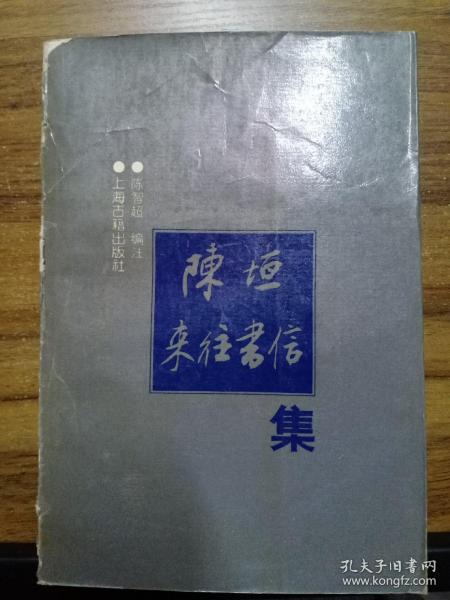 陈智超 编注
上海古籍出版社
陳垣
来往書信
集
孔夫子旧书网
www.kongfz.com